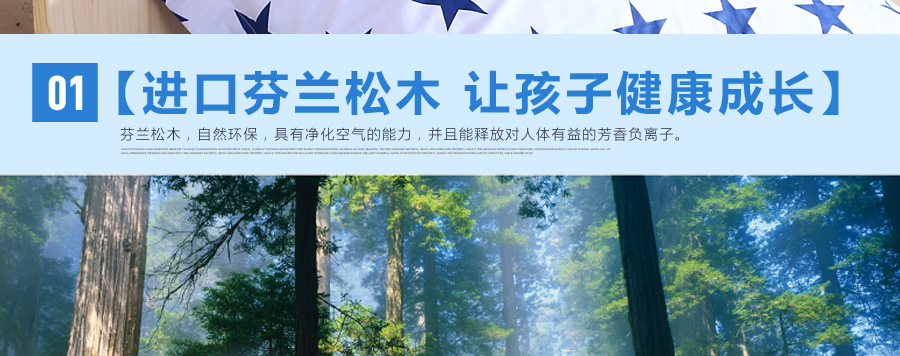 01【进口芬兰松木 让孩子健康成长】
芬兰松木，自然环保，具有净化空气的能力，并且能释放对人体有益的芳香负离子。